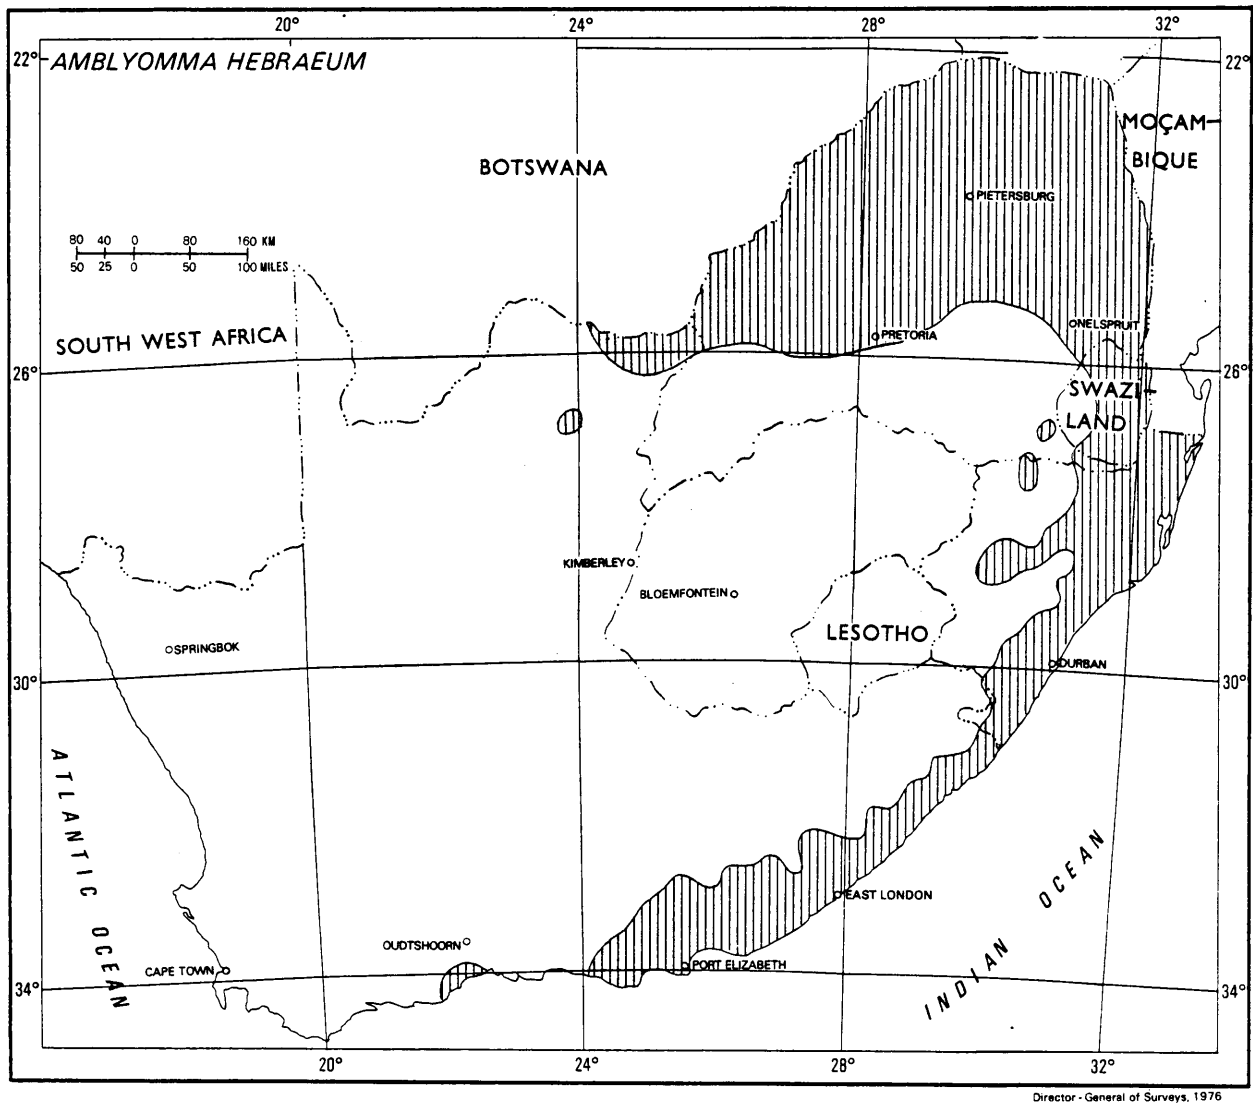 20° 24° 28° 32°
22° AMBLYOMMA HEBRAEUM 22°
MOÇAM-
BIQUE
BOTSWANA
PIETERSBURG
80 40 0 80 160 KM
50 25 0 50 100 MILES
SOUTH WEST AFRICA
NELSPRUIT
PRETORIA
26° 26°
SWAZI-
LAND
KIMBERLEY
BLOEMFONTEIN
LESOTHO
SPRINGBOK
DURBAN
30° 30°
ATLANTIC OCEAN
EAST LONDON
INDIAN OCEAN
OUDTSHOORN
CAPE TOWN
PORT ELIZABETH
34° 34°
20° 24° 28° 32°
Director - General of Surveys, 1976